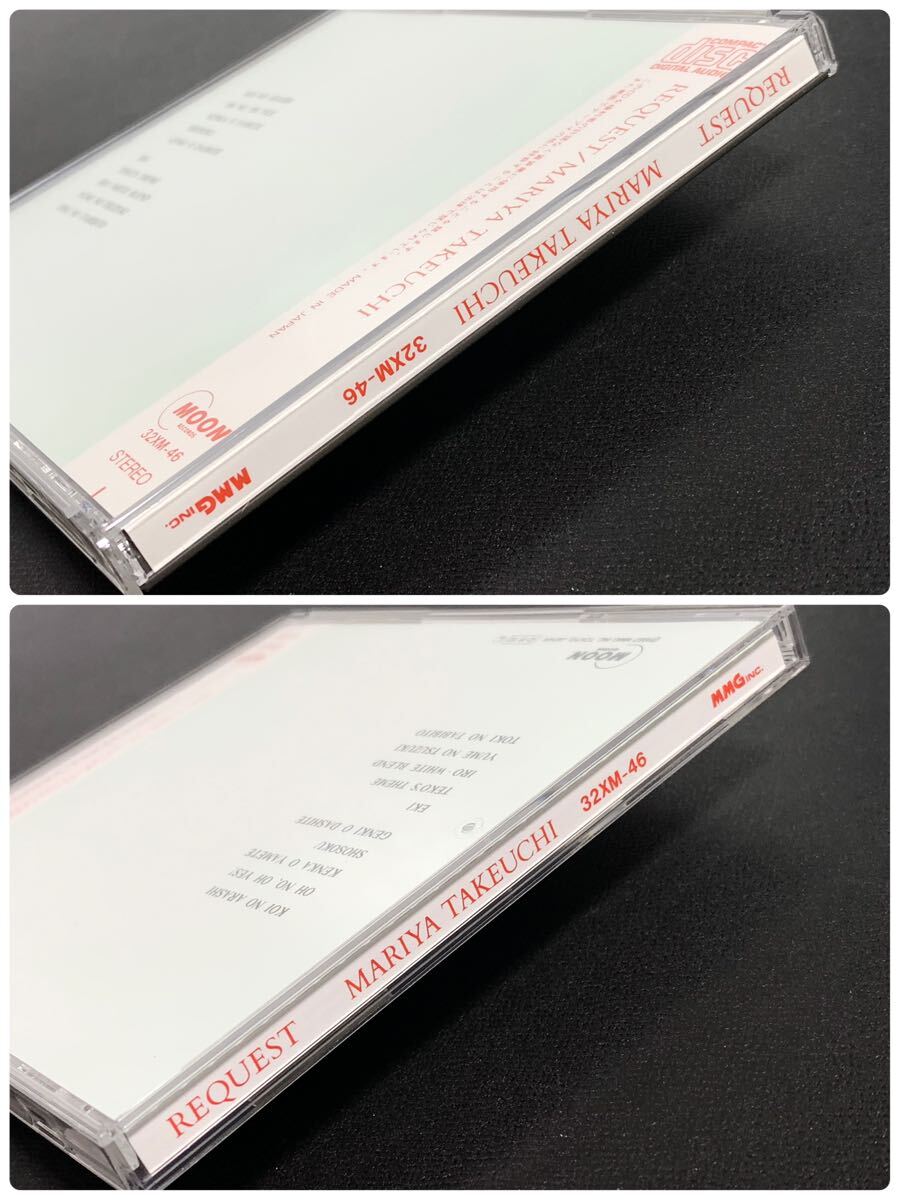 COMPACT
disc
DIGITAL AUDIO
REQUEST MARIYA TAKEUCHI 32XM-46 MMG INC.
REQUEST/MARIYA TAKEUCHI
MADE IN JAPAN
MOON
RECORDS
32XM-46
STEREO
REQUEST MARIYA TAKEUCHI 32XM-46 MMG INC.
KOI NO ARASHI
OH NO, OH YES!
KENKA O YAMETE
SHOSOKU
GENKI O DASHITE
EKI
TEKO'S THEME
IRO·WHITE BLEND
YUME NO TSUZUKI
TOKI NO TABIBITO
MOON